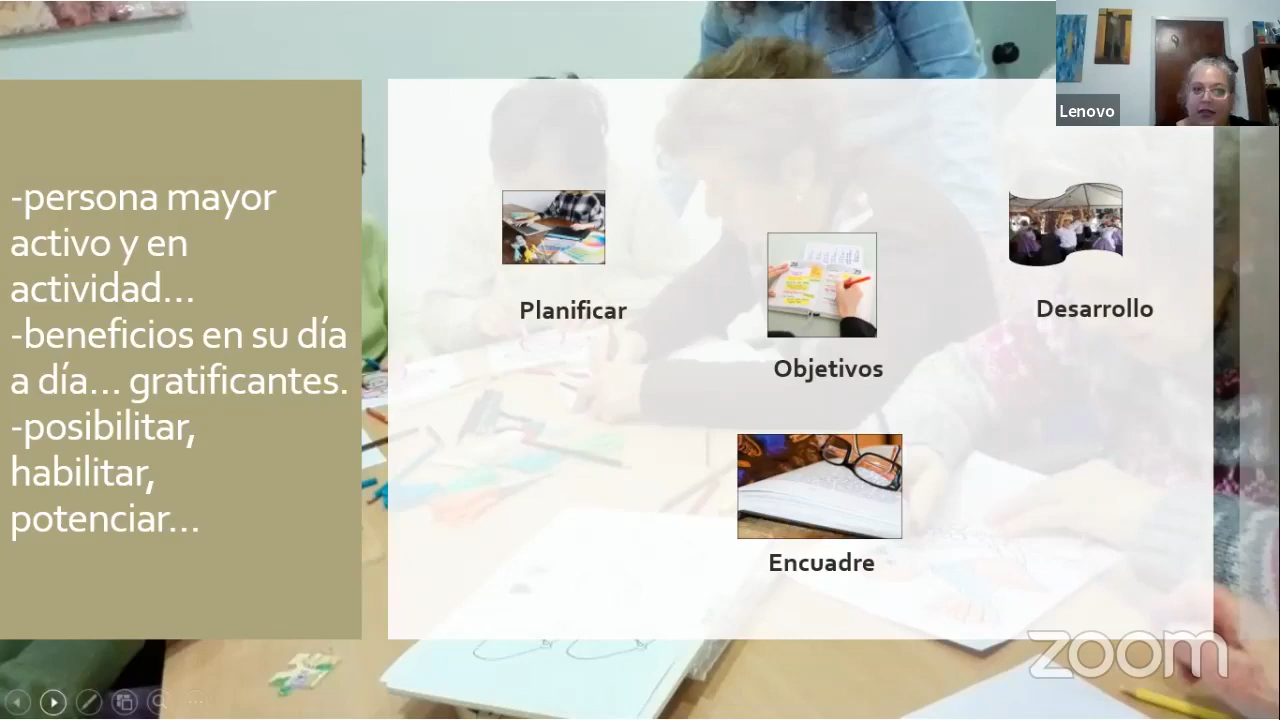 -persona mayor
activo y en
actividad...
-beneficios en su día
a día... gratificantes.
-posibilitar,
habilitar,
potenciar...
Planificar
Objetivos
Desarrollo
Encuadre
Lenovo
zoom